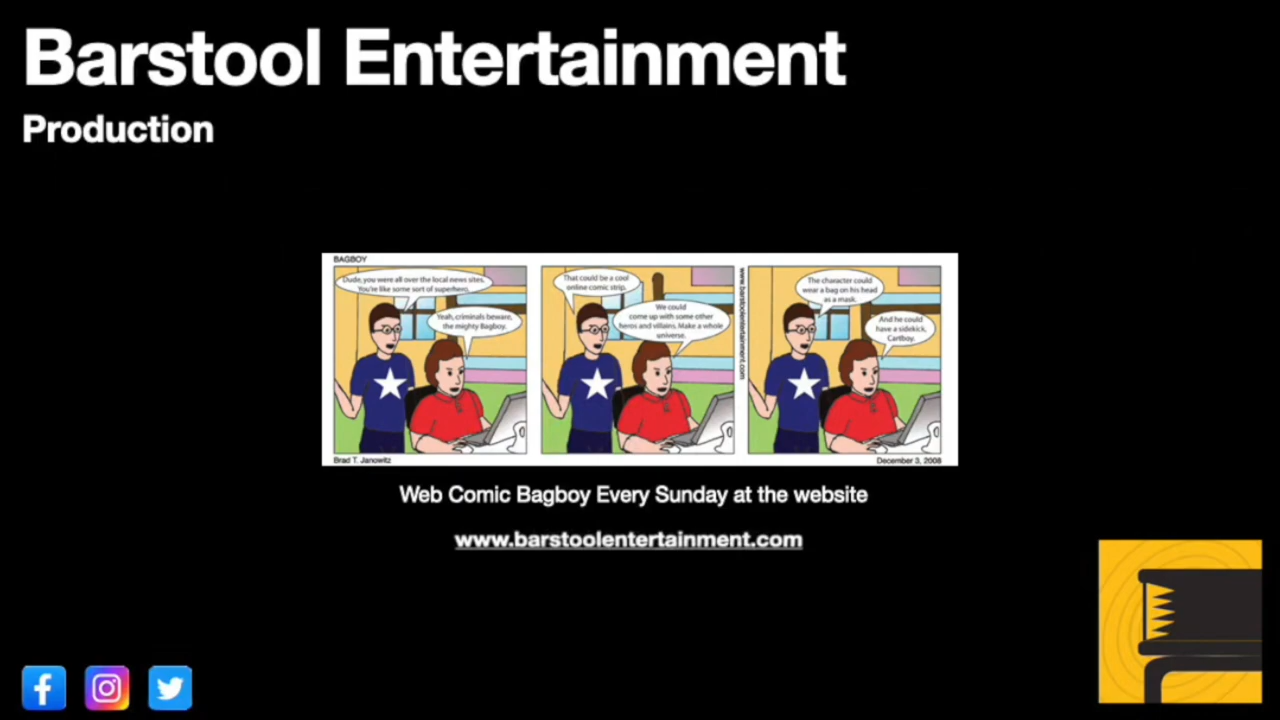 Barstool Entertainment
Production
BAGBOY
Dude, you were all over the local news sites.
You're like some sort of superhero.
Yeah, criminals beware,
the mighty Bagboy.
That could be a cool
online comic strip.
We could
come up with some other
heros and villains. Make a whole
universe.
www.barstoolentertainment.com
The character could
wear a bag on his head
as a mask.
And he could
have a sidekick,
Cartboy.
Brad T. Janowitz
December 3, 2008
Web Comic Bagboy Every Sunday at the website
www.barstoolentertainment.com